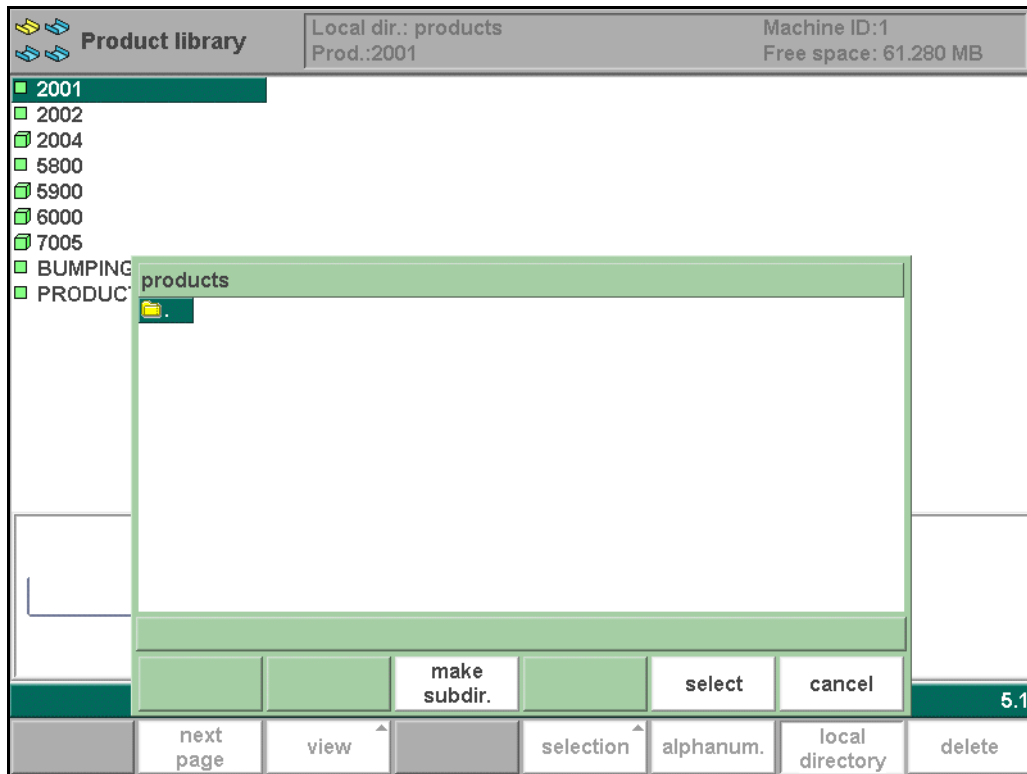 Product library
Local dir.: products
Machine ID:1
Prod.:2001
Free space: 61.280 MB
2001
2002
2004
5800
5900
6000
7005
BUMPING
PRODUC
products
.
make
subdir.
select
cancel
5.1
next
page
view
selection
alphanum.
local
directory
delete